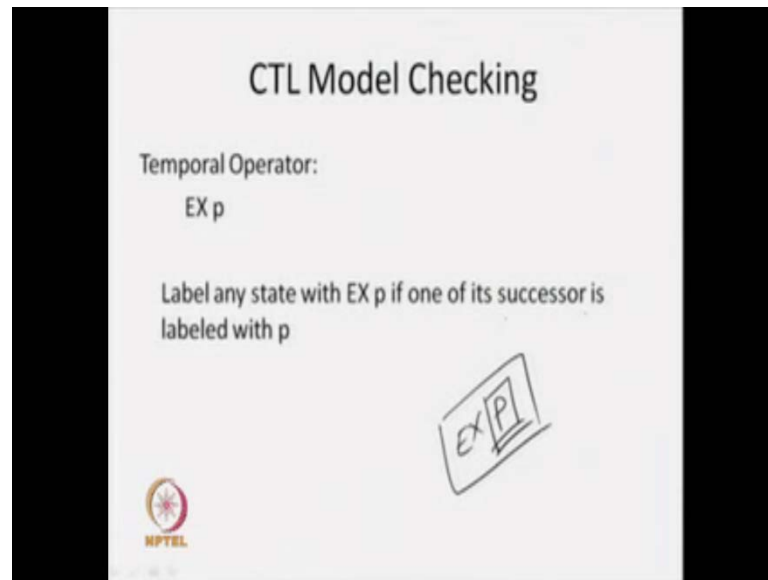 CTL Model Checking
Temporal Operator:
EX p
Label any state with EX p if one of its successor is
labeled with p
EX P
NPTEL